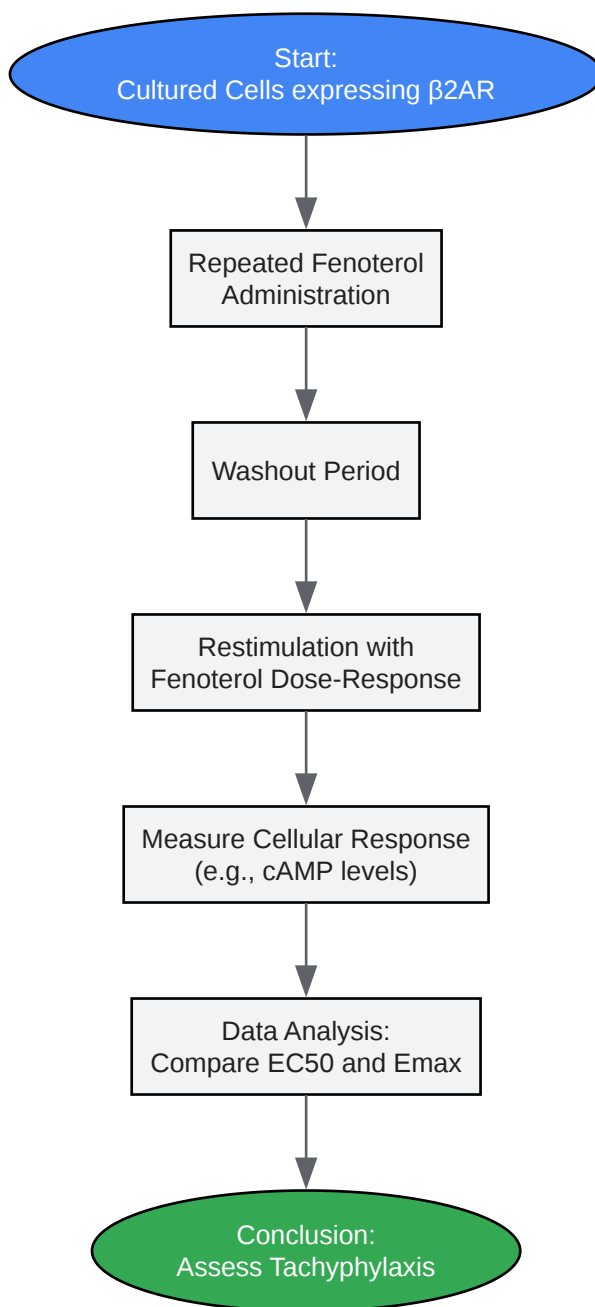 Start:
Cultured Cells expressing β2AR
Repeated Fenoterol
Administration
Washout Period
Restimulation with
Fenoterol Dose-Response
Measure Cellular Response
(e.g., cAMP levels)
Data Analysis:
Compare EC50 and Emax
Conclusion:
Assess Tachyphylaxis